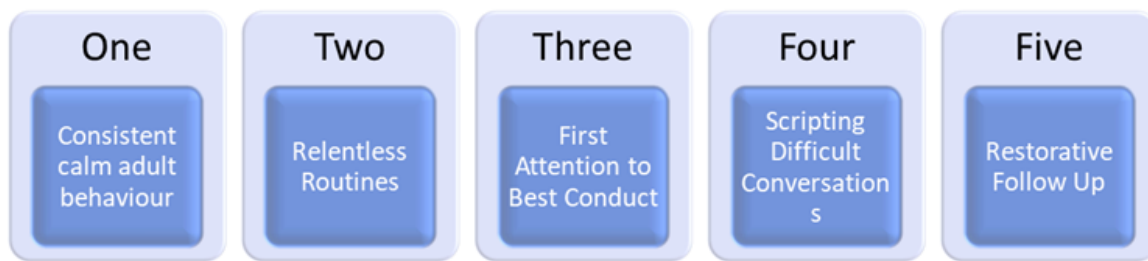 One
Consistent
calm adult
behaviour
Two
Relentless
Routines
Three
First
Attention to
Best Conduct
Four
Scripting
Difficult
Conversation
s
Five
Restorative
Follow Up